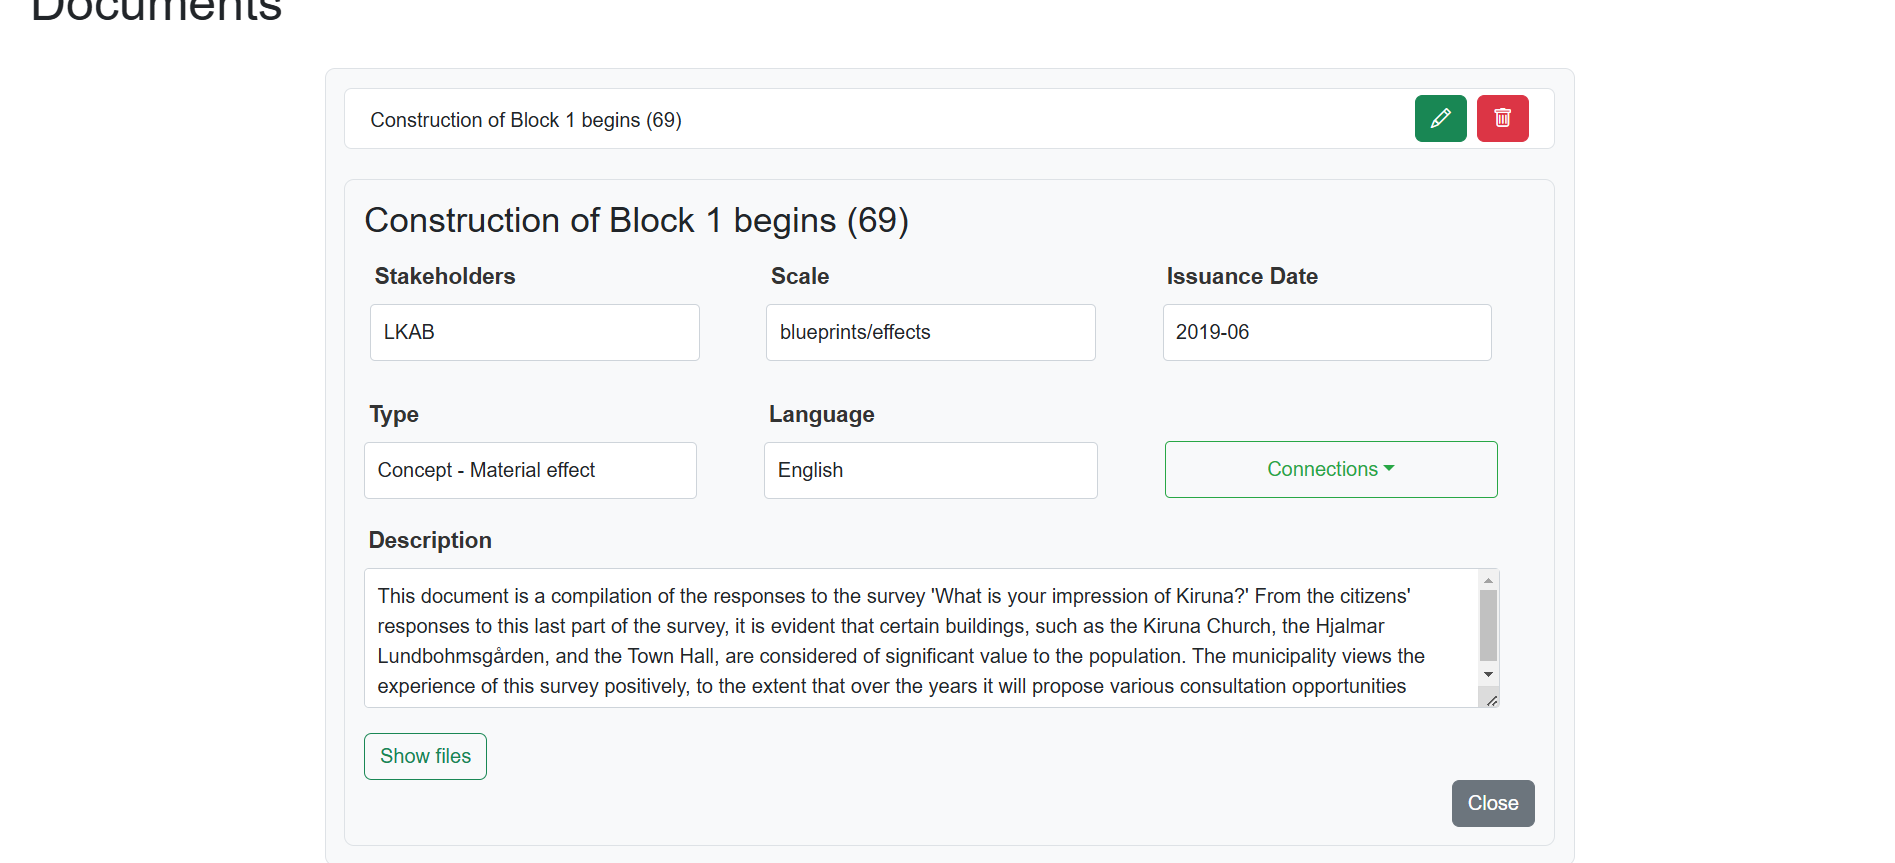 Documents
Construction of Block 1 begins (69)
Construction of Block 1 begins (69)
Stakeholders
Scale
Issuance Date
LKAB
blueprints/effects
2019-06
Type
Language
Concept - Material effect
English
Connections
Description
This document is a compilation of the responses to the survey 'What is your impression of Kiruna?' From the citizens'
responses to this last part of the survey, it is evident that certain buildings, such as the Kiruna Church, the Hjalmar
Lundbohmsgården, and the Town Hall, are considered of significant value to the population. The municipality views the
experience of this survey positively, to the extent that over the years it will propose various consultation opportunities
Show files
Close